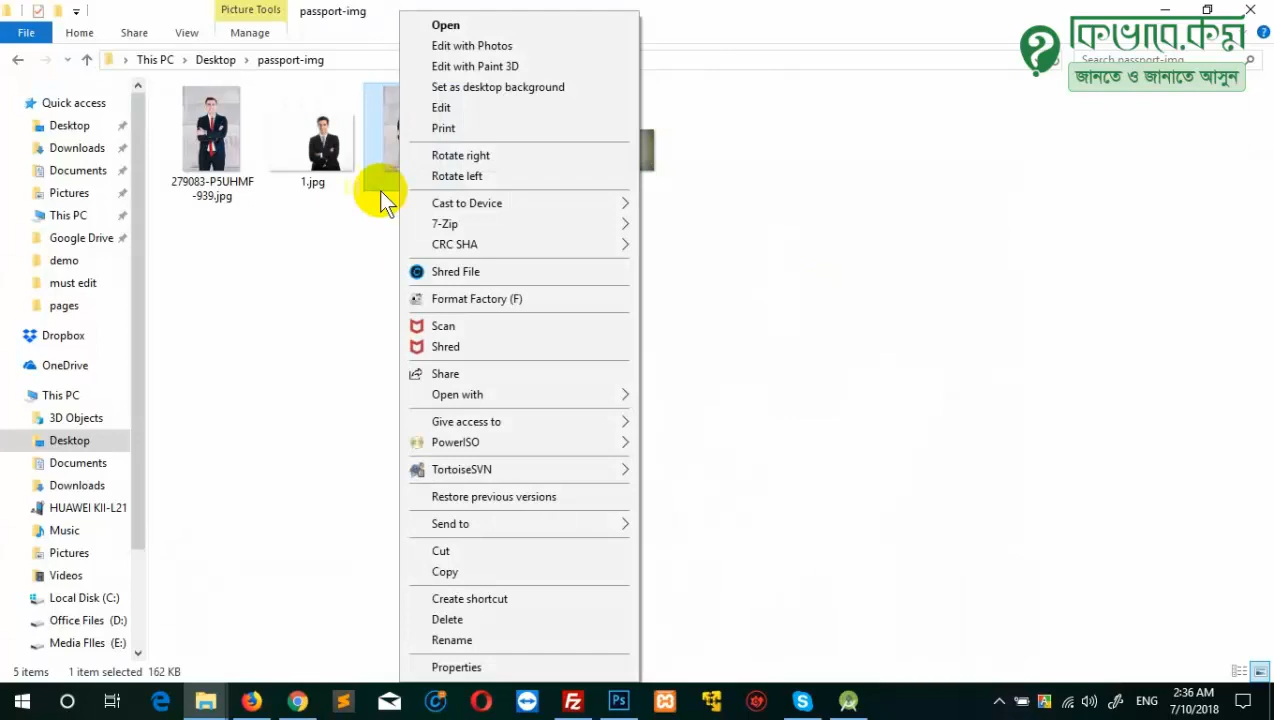 Picture Tools
passport-img
File
Home
Share
View
Manage
This PC
Desktop
passport-img
কিভাবে.কম
জানতে ও জানাতে আসুন
Quick access
Desktop
Downloads
Documents
Pictures
This PC
Google Drive
demo
must edit
pages
Dropbox
OneDrive
This PC
3D Objects
Desktop
Documents
Downloads
HUAWEI KII-L21
Music
Pictures
Videos
Local Disk (C:)
Office Files (D:)
Media FIles (E:)
279083-P5UHMF
-939.jpg
1.jpg
Open
Edit with Photos
Edit with Paint 3D
Set as desktop background
Edit
Print
Rotate right
Rotate left
Cast to Device
7-Zip
CRC SHA
Shred File
Format Factory (F)
Scan
Shred
Share
Open with
Give access to
PowerISO
TortoiseSVN
Restore previous versions
Send to
Cut
Copy
Create shortcut
Delete
Rename
Properties
5 items
1 item selected 162 KB
ENG
2:36 AM
7/10/2018